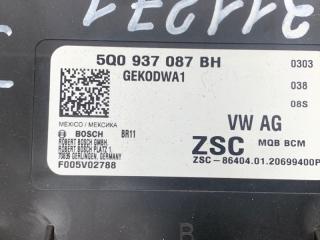 5Q0 937 087 BH
GEKODWA1
0303
038
08S
MEXICO / МЕКСИКА
BOSCH BR11
ROBERT BOSCH GMBH
ROBERT BOSCH PLATZ 1
70839 GERLINGEN, GERMANY
F005V02788
VW AG
ZSC MQB BCM
ZSC-86404.01.20699400P
B